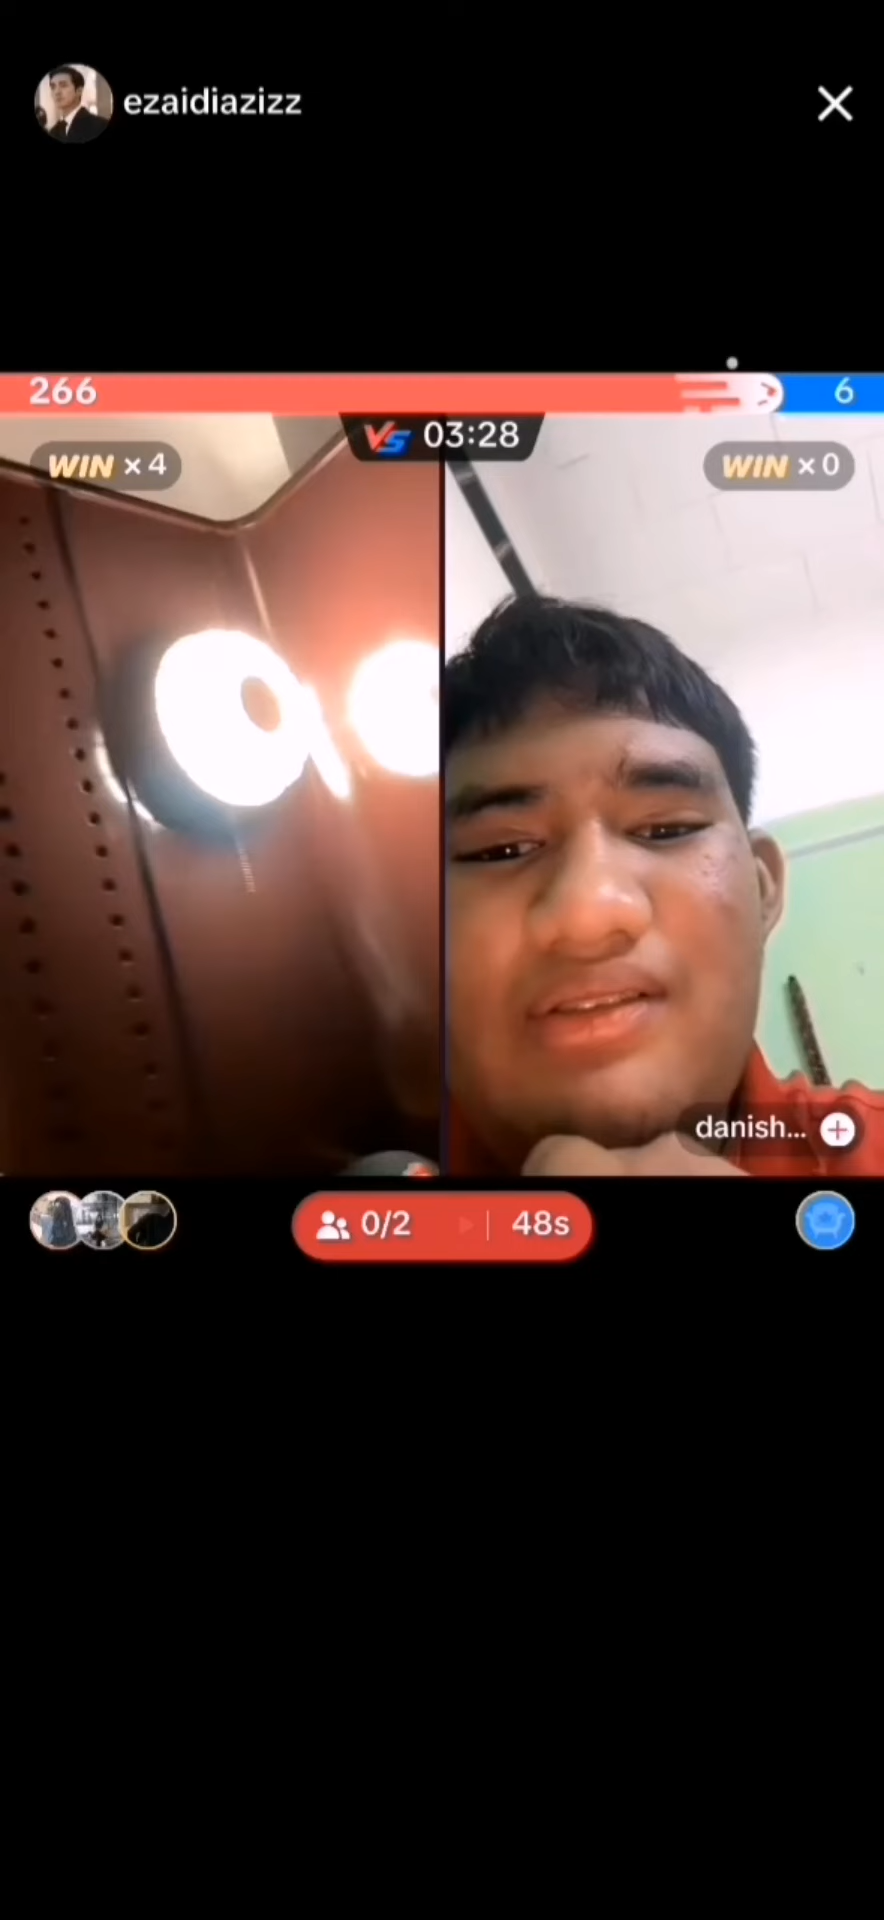 ezaidiazizz
266
6
VS 03:28
WIN × 4
WIN × 0
danish...
0/2
48s